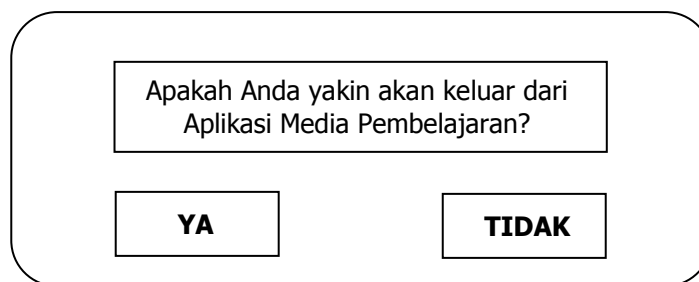 Apakah Anda yakin akan keluar dari
Aplikasi Media Pembelajaran?
YA
TIDAK